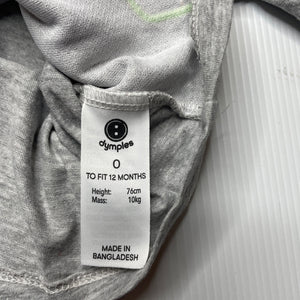 dymples
0
TO FIT 12 MONTHS
Height: 76cm
Mass: 10kg
MADE IN
BANGLADESH